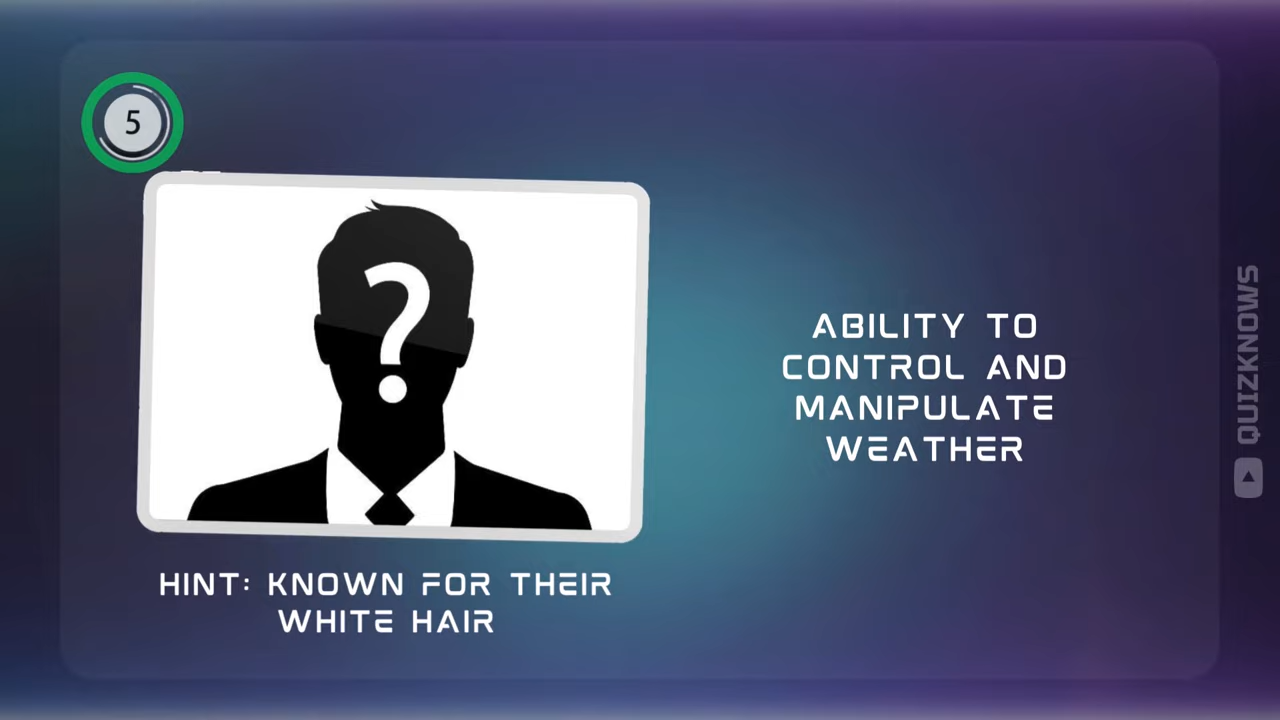 5
?
ABILITY TO
CONTROL AND
MANIPULATE
WEATHER
HINT: KNOWN FOR THEIR
WHITE HAIR
QUIZKNOWS